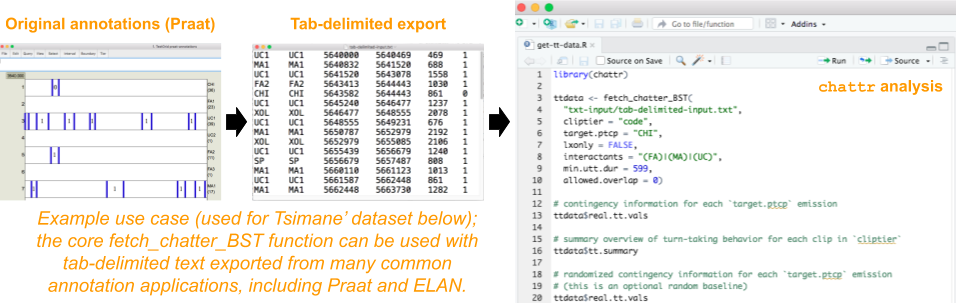 Original annotations (Praat)
Tab-delimited export
UC1 UC1 5640000 5640469 469 1
MA1 MA1 5640832 5641520 688 1
UC1 UC1 5641520 5643078 1558 1
FA2 FA2 5643413 5644443 1030 1
CHI CHI 5643582 5644443 861 0
UC1 UC1 5645240 5646477 1237 1
XOL XOL 5646477 5648555 2078 1
UC1 UC1 5648555 5649231 676 1
MA1 MA1 5650787 5652979 2192 1
XOL XOL 5652979 5655085 2106 1
UC1 UC1 5655439 5656679 1240 1
SP SP 5656679 5657487 808 1
MA1 MA1 5660110 5661123 1013 1
UC1 UC1 5661587 5662448 861 1
MA1 MA1 5662448 5663730 1282 1
Example use case (used for Tsimane’ dataset below);
the core fetch_chatter_BST function can be used with
tab-delimited text exported from many common
annotation applications, including Praat and ELAN.
Go to file/function
Addins
get-tt-data.R
Source on Save
Run
Source
chattr analysis
1 library(chattr)
2
3 ttdata <- fetch_chatter_BST(
4 "txt-input/tab-delimited-input.txt",
5 cliptier = "code",
6 target.ptcp = "CHI",
7 lxonly = FALSE,
8 interactants = "(FA)|(MA)|(UC)",
9 min.utt.dur = 599,
10 allowed.overlap = 0)
11
12 # contingency information for each `target.ptcp` emission
13 ttdata$real.tt.vals
14
15 # summary overview of turn-taking behavior for each clip in `cliptier`
16 ttdata$tt.summary
17
18 # randomized contingency information for each `target.ptcp` emission
19 # (this is an optional random baseline)
20 ttdata$random.tt.vals